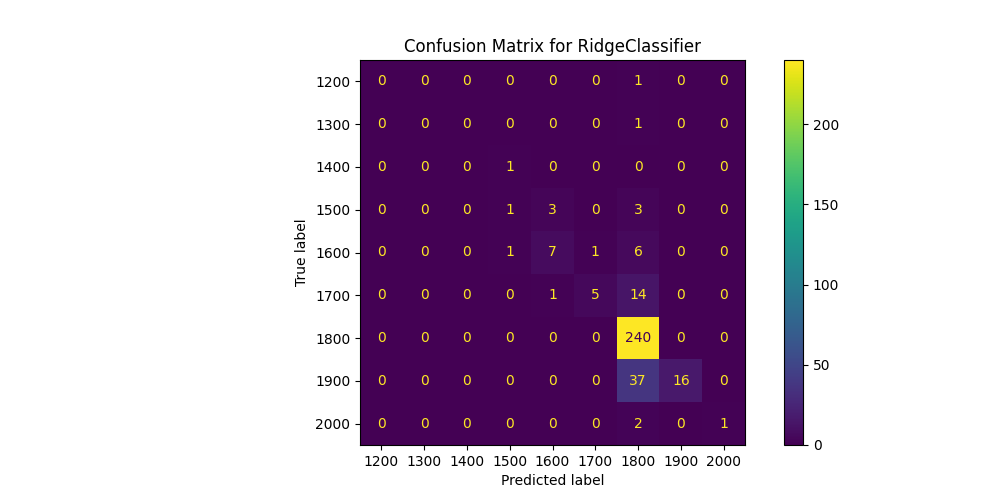 Confusion Matrix for RidgeClassifier
True label
1200 0 0 0 0 0 0 1 0 0
1300 0 0 0 0 0 0 1 0 0
1400 0 0 0 1 0 0 0 0 0
1500 0 0 0 1 3 0 3 0 0
1600 0 0 0 1 7 1 6 0 0
1700 0 0 0 0 1 5 14 0 0
1800 0 0 0 0 0 0 240 0 0
1900 0 0 0 0 0 0 37 16 0
2000 0 0 0 0 0 0 2 0 1
1200 1300 1400 1500 1600 1700 1800 1900 2000
Predicted label
200
150
100
50
0